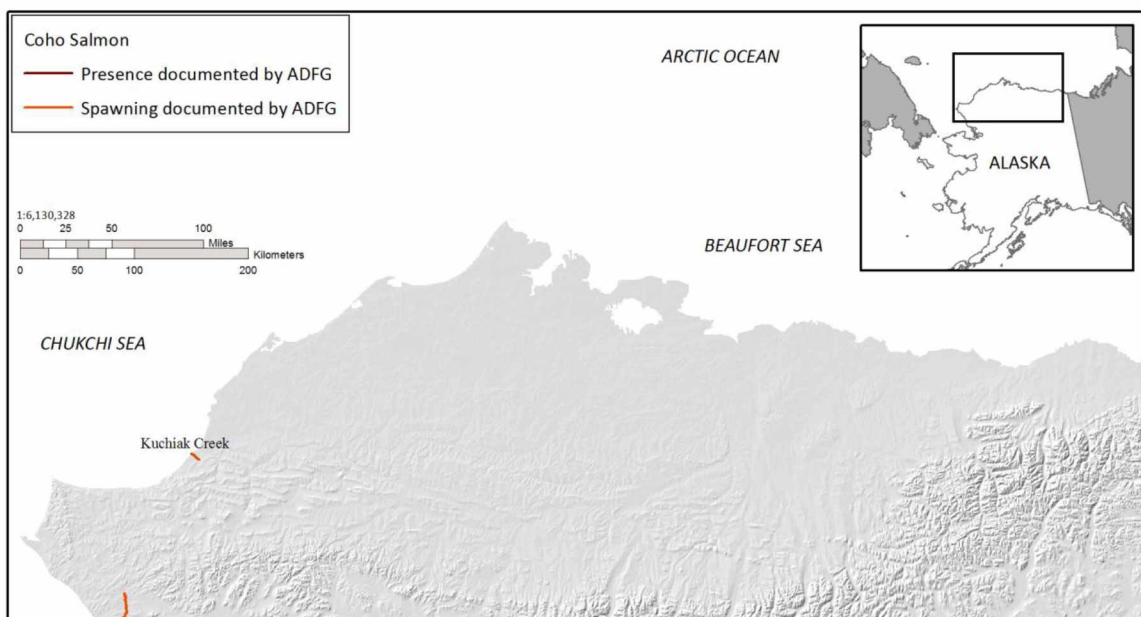 Coho Salmon
Presence documented by ADFG
Spawning documented by ADFG
ARCTIC OCEAN
ALASKA
1:6,130,328
0 25 50 100
Miles
Kilometers
0 50 100 200
BEAUFORT SEA
CHUKCHI SEA
Kuchiak Creek